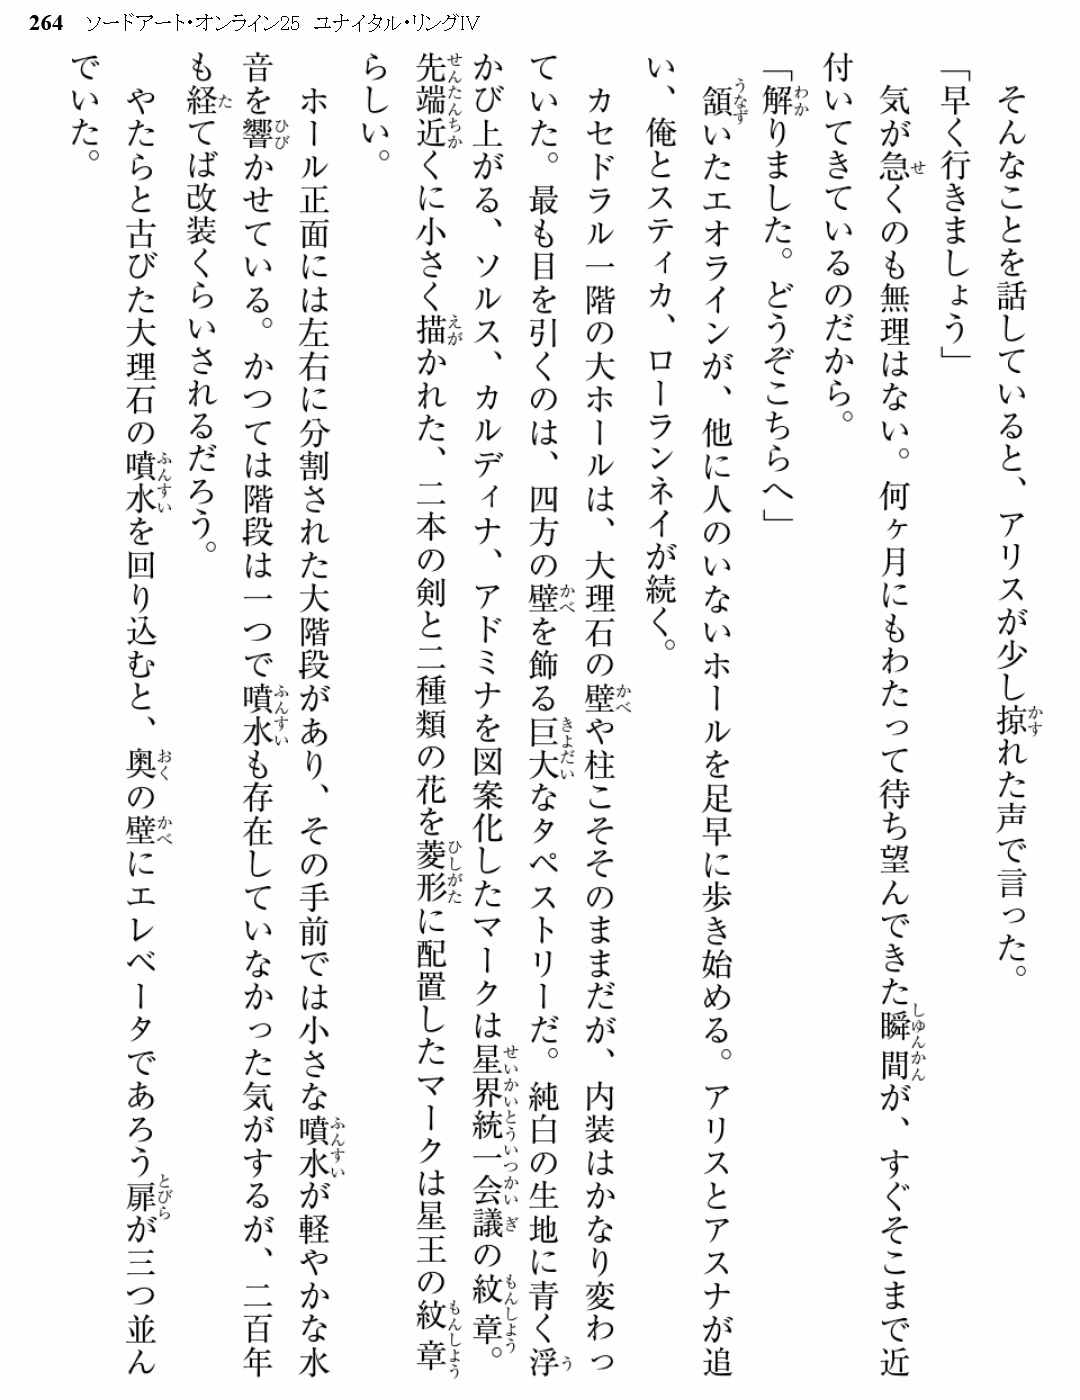 264 ソードアート・オンライン25 ユナイタル・リングⅣ
そんなことを話していると、アリスが少し掠れた声で言った。
「早く行きましょう」
気が急くのも無理はない。何ヶ月にもわたって待ち望んできた瞬間が、すぐそこまで近
付いてきているのだから。
「解りました。どうぞこちらへ」
頷いたエオラインが、他に人のいないホールを足早に歩き始める。アリスとアスナが追
い、俺とスティカ、ローランネイが続く。
カセドラル一階の大ホールは、大理石の壁や柱こそそのままだが、内装はかなり変わっ
ていた。最も目を引くのは、四方の壁を飾る巨大なタペストリーだ。純白の生地に青く浮
かび上がる、ソルス、カルディナ、アドミナを図案化したマークは星界統一会議の紋章。
先端近くに小さく描かれた、二本の剣と二種類の花を菱形に配置したマークは星王の紋章
らしい。
ホール正面には左右に分割された大階段があり、その手前では小さな噴水が軽やかな水
音を響かせている。かつては階段は一つで噴水も存在していなかった気がするが、二百年
も経てば改装くらいされるだろう。
やたらと古びた大理石の噴水を回り込むと、奥の壁にエレベータであろう扉が三つ並ん
でいた。